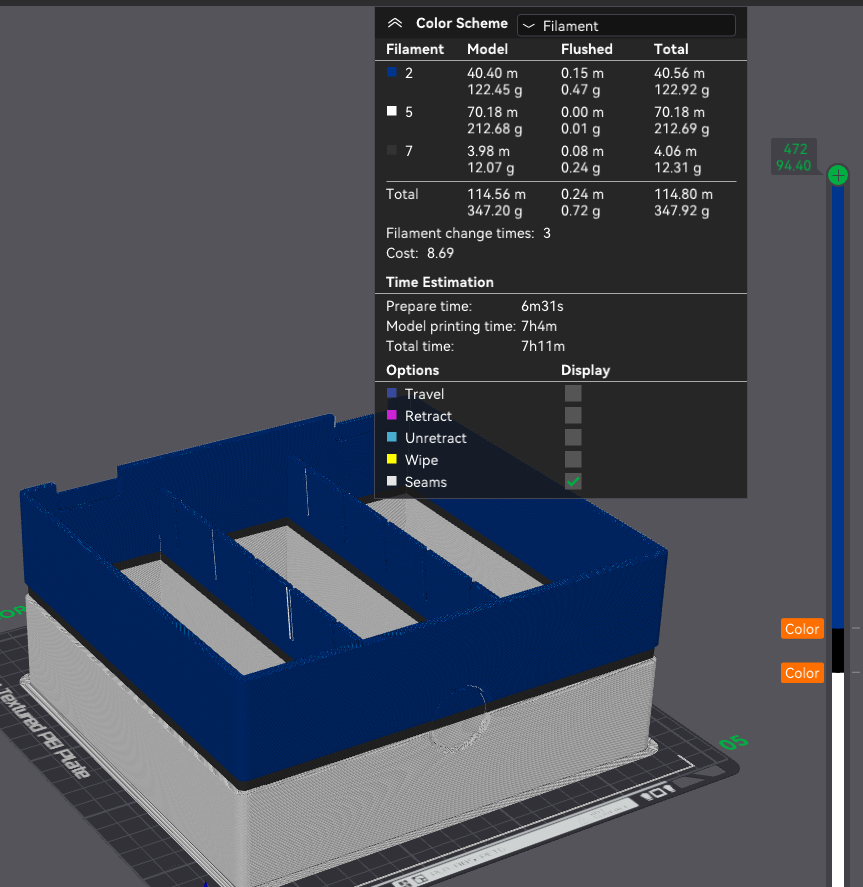 Color Scheme Filament
Filament Model Flushed Total
2 40.40 m 0.15 m 40.56 m
122.45 g 0.47 g 122.92 g
5 70.18 m 0.00 m 70.18 m
212.68 g 0.01 g 212.69 g
7 3.98 m 0.08 m 4.06 m
12.07 g 0.24 g 12.31 g
Total 114.56 m 0.24 m 114.80 m
347.20 g 0.72 g 347.92 g
Filament change times: 3
Cost: 8.69
Time Estimation
Prepare time: 6m31s
Model printing time: 7h4m
Total time: 7h11m
Options Display
Travel
Retract
Unretract
Wipe
Seams
472
94.40
Color
Color
Textured PEI Plate
05